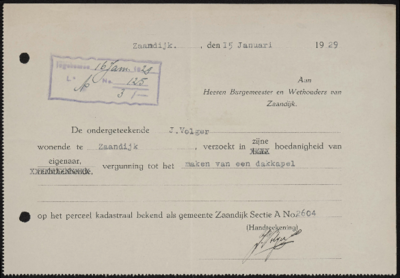 Zaandijk. , den 15 Januari 1929
Ingekomen 16 Jan. 1929
No 125
Aan
Heeren Burgemeester en Wethouders van
Zaandijk.
De ondergeteekende J.Volger
wonende te Zaandijk , verzoekt in zijne hoedanigheid van
eigenaar, vergunning tot het maken van een dakkapel
op het perceel kadastraal bekend als gemeente Zaandijk Sectie A No. 2604
(Handteekening)